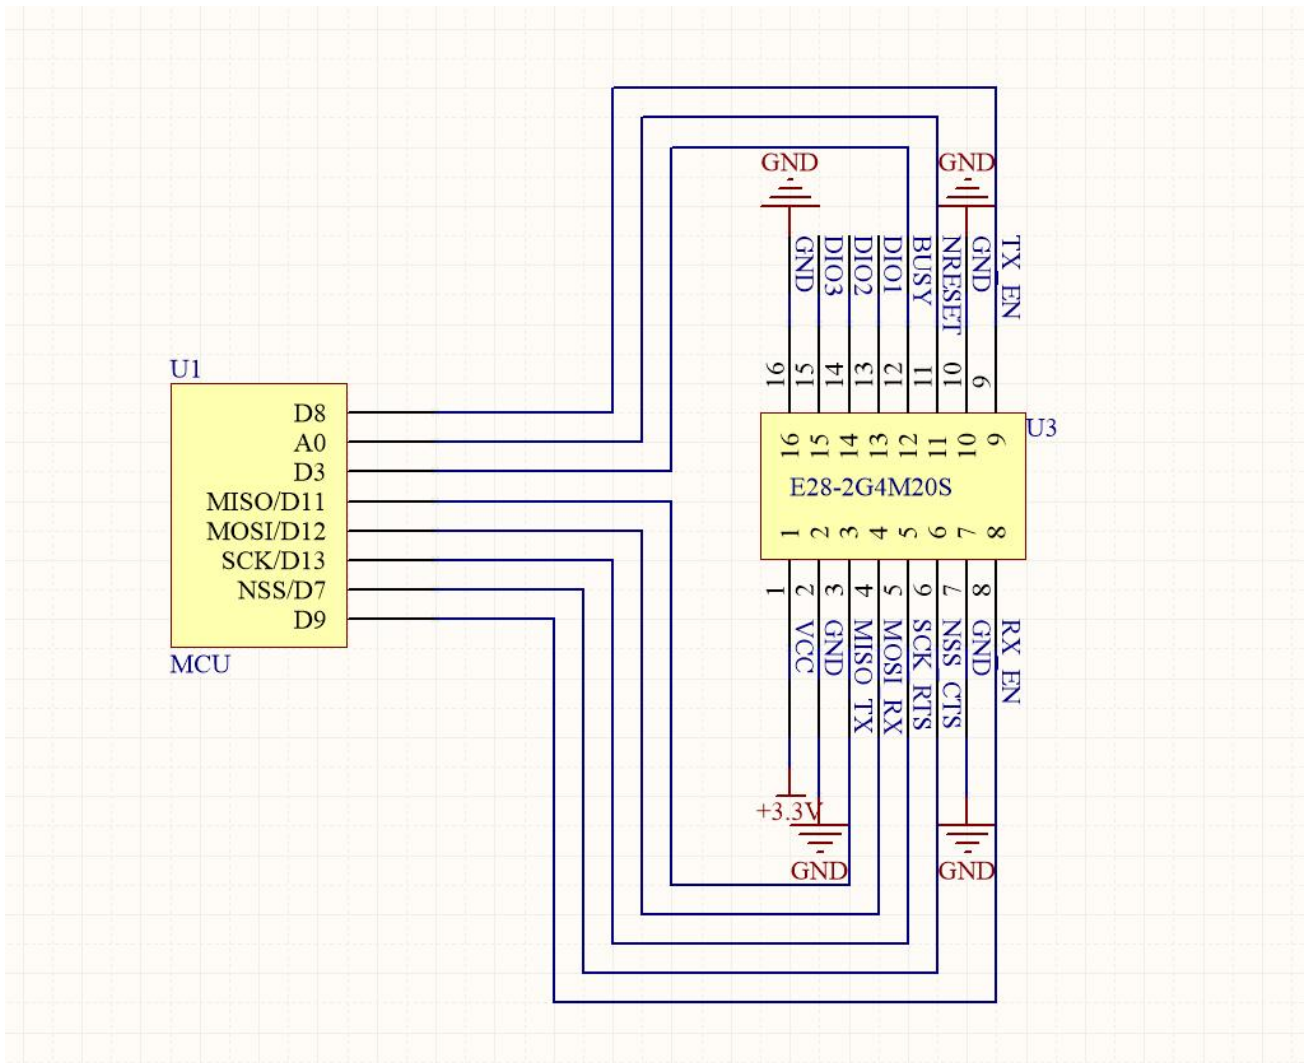 GND
GND
GND
DIO3
DIO2
DIO1
BUSY
NRESET
GND
TX_EN
16
15
14
13
12
11
10
9
U1
D8
A0
D3
MISO/D11
MOSI/D12
SCK/D13
NSS/D7
D9
MCU
U3
16
15
14
13
12
11
10
9
E28-2G4M20S
1
2
3
4
5
6
7
8
1
2
3
4
5
6
7
8
VCC
GND
MISO_TX
MOSI_RX
SCK_RTS
NSS_CTS
GND
RX_EN
+3.3V
GND
GND